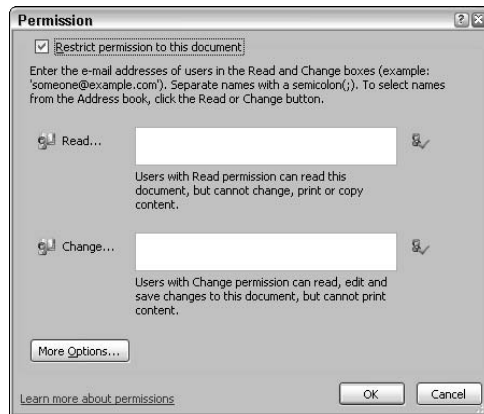 Permission
Restrict permission to this document
Enter the e-mail addresses of users in the Read and Change boxes (example:
'someone@example.com'). Separate names with a semicolon(;). To select names
from the Address book, click the Read or Change button.
Read...
Users with Read permission can read this
document, but cannot change, print or copy
content.
Change...
Users with Change permission can read, edit and
save changes to this document, but cannot print
content.
More Options...
Learn more about permissions
OK
Cancel